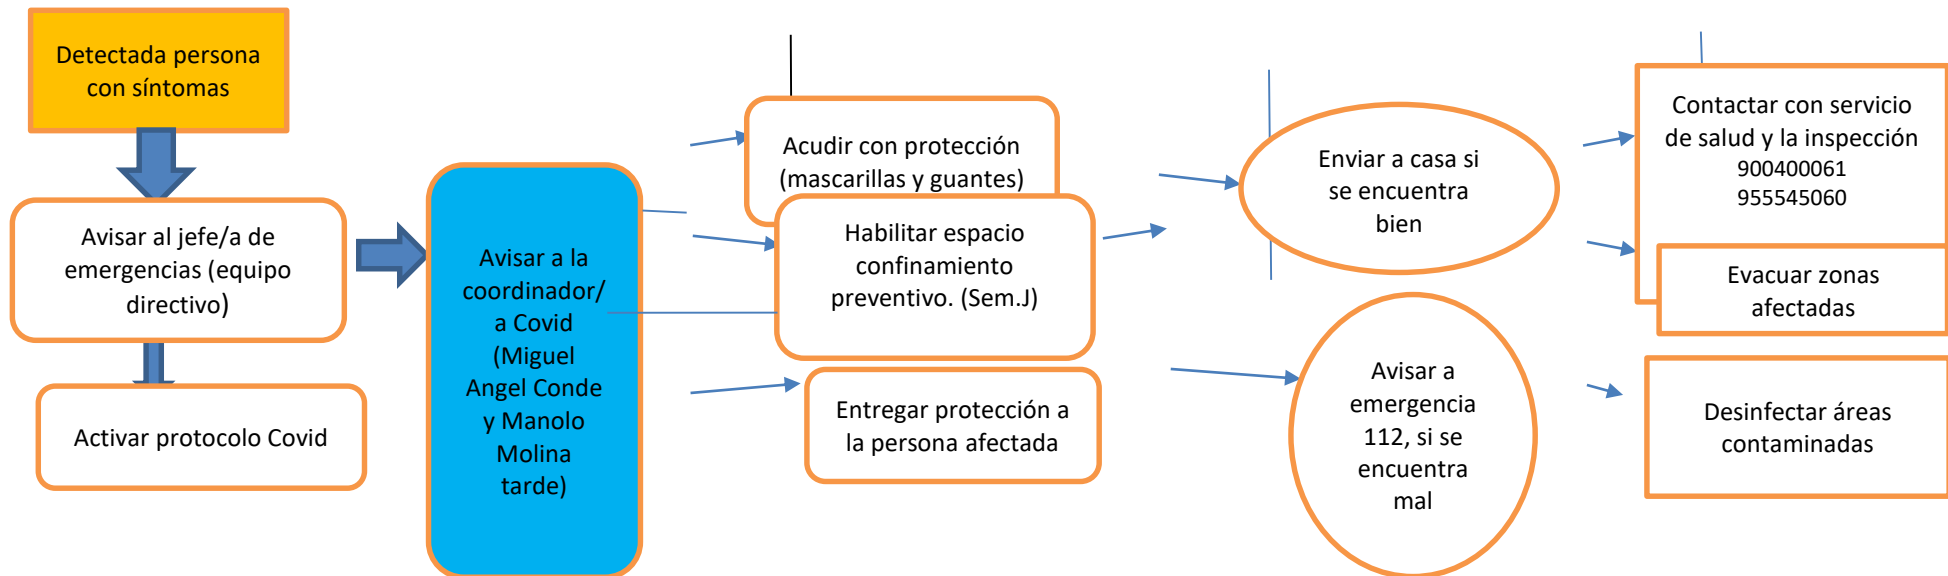 Detectada persona
con síntomas
Avisar al jefe/a de
emergencias (equipo
directivo)
Activar protocolo Covid
Avisar a la
coordinador/
a Covid
(Miguel
Angel Conde
y Manolo
Molina
tarde)
Acudir con protección
(mascarillas y guantes)
Habilitar espacio
confinamiento
preventivo. (Sem.J)
Entregar protección a
la persona afectada
Enviar a casa si
se encuentra
bien
Avisar a
emergencia
112, si se
encuentra
mal
Contactar con servicio
de salud y la inspección
900400061
955545060
Evacuar zonas
afectadas
Desinfectar áreas
contaminadas